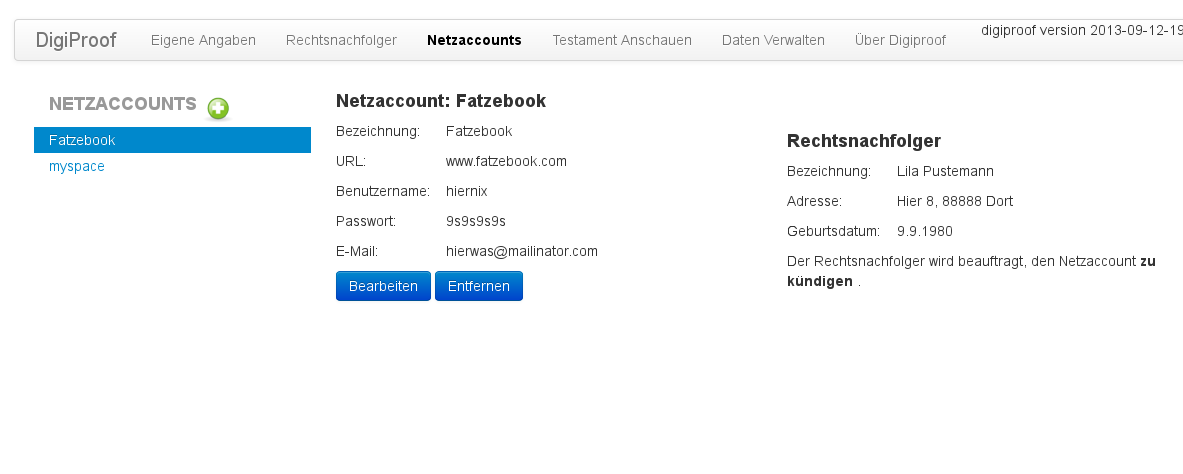 DigiProof Eigene Angaben Rechtsnachfolger Netzaccounts Testament Anschauen Daten Verwalten Über Digiproof digiproof version 2013-09-12-19
NETZACCOUNTS
Fatzebook
myspace
Netzaccount: Fatzebook
Bezeichnung: Fatzebook
URL: www.fatzebook.com
Benutzername: hiernix
Passwort: 9s9s9s9s
E-Mail: hierwas@mailinator.com
Bearbeiten Entfernen
Rechtsnachfolger
Bezeichnung: Lila Pustemann
Adresse: Hier 8, 88888 Dort
Geburtsdatum: 9.9.1980
Der Rechtsnachfolger wird beauftragt, den Netzaccount zu
kündigen .